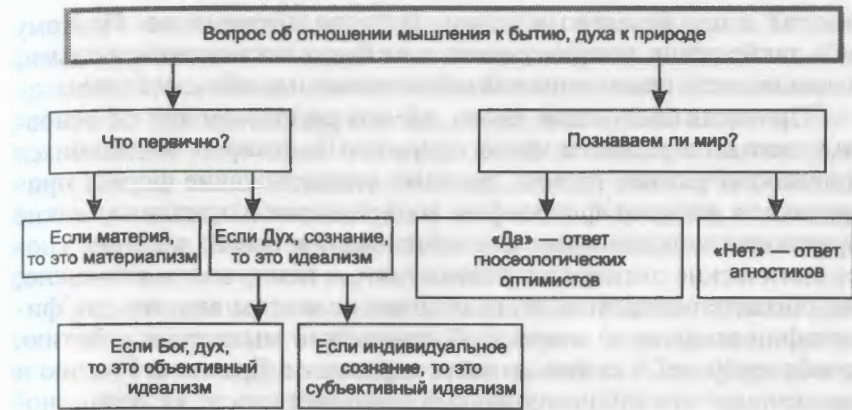 Вопрос об отношении мышления к бытию, духа к природе
Что первично?
Познаваем ли мир?
Если материя,
то это материализм
Если Дух, сознание,
то это идеализм
«Да» — ответ
гносеологических
оптимистов
«Нет» — ответ
агностиков
Если Бог, дух,
то это объективный
идеализм
Если индивидуальное
сознание, то это
субъективный идеализм